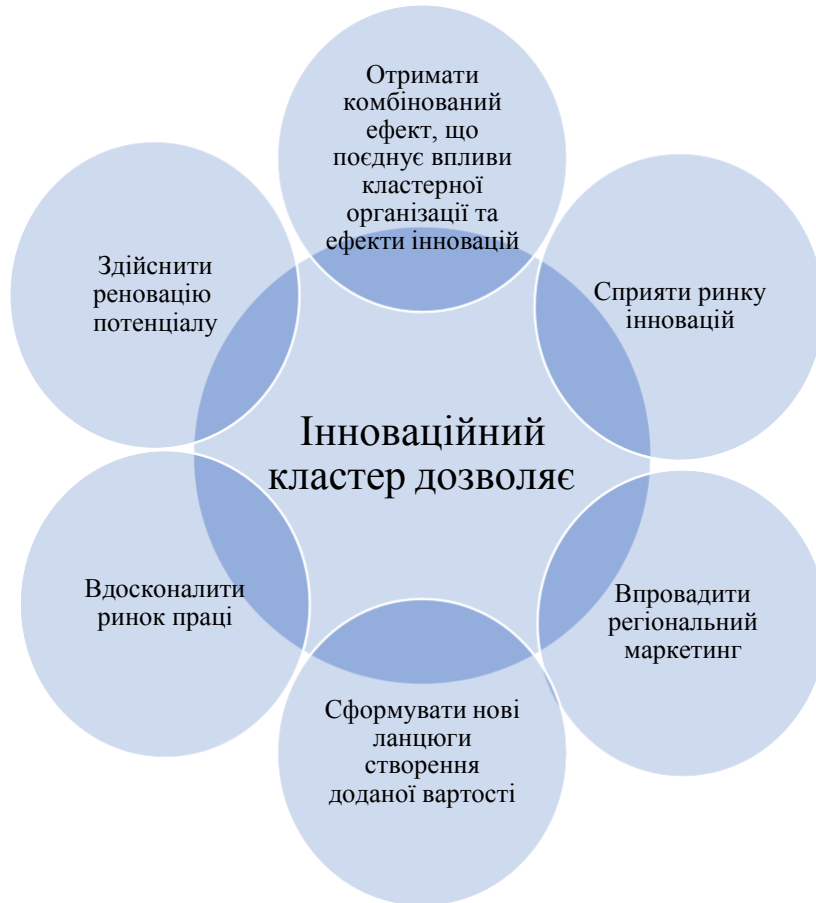 Отримати
комбінований
ефект, що
поєднує впливи
кластерної
організації та
ефекти інновацій
Сприяти ринку
інновацій
Впровадити
регіональний
маркетинг
Сформувати нові
ланцюги
створення
доданої вартості
Вдосконалити
ринок праці
Здійснити
реновацію
потенціалу
Інноваційний
кластер дозволяє